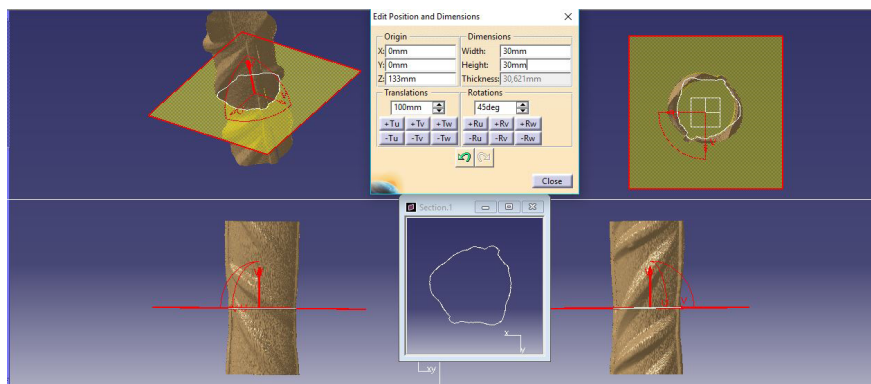 Edit Position and Dimensions
Origin
X: 0mm
Y: 0mm
Z: 133mm
Dimensions
Width: 30mm
Height: 30mm
Thickness: 30,621mm
Translations
100mm
+Tu +Tv +Tw
-Tu -Tv -Tw
Rotations
45deg
+Ru +Rv +Rw
-Ru -Rv -Rw
Close
Section.1
x
y
xy